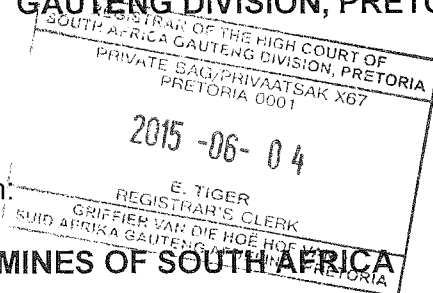 GAUTENG DIVISION, PRETO
REGISTRAR OF THE HIGH COURT OF
SOUTH AFRICA GAUTENG DIVISION, PRETORIA
PRIVATE BAG/PRIVAATSAK X67
PRETORIA 0001
2015 -06- 04
E. TIGER
REGISTRAR'S CLERK
GRIFFIER VAN DIE HOË HOF VAN
SUID AFRIKA GAUTENG AFDELING, PRETORIA
MINES OF SOUTH AFRICA